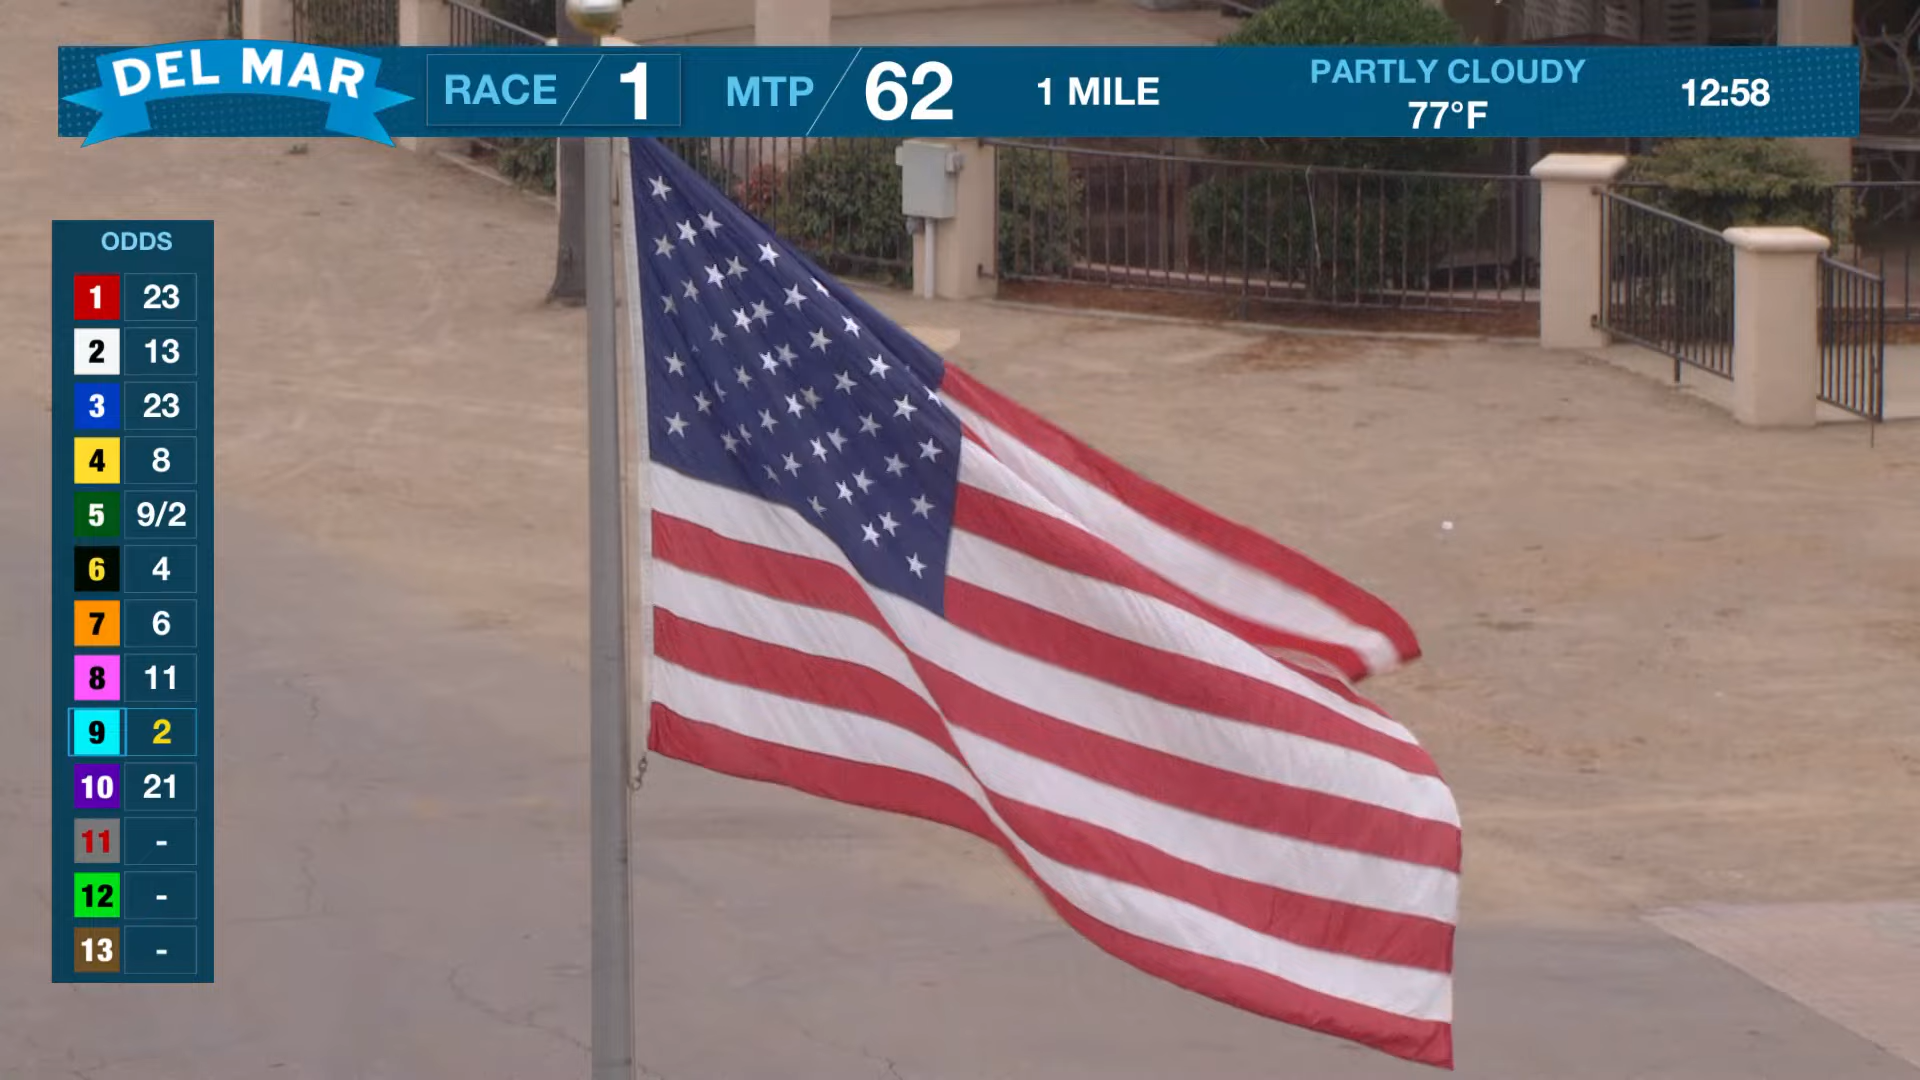 DEL MAR
RACE 1
MTP 62
1 MILE
PARTLY CLOUDY
77°F
12:58
ODDS
1 23
2 13
3 23
4 8
5 9/2
6 4
7 6
8 11
9 2
10 21
11 -
12 -
13 -